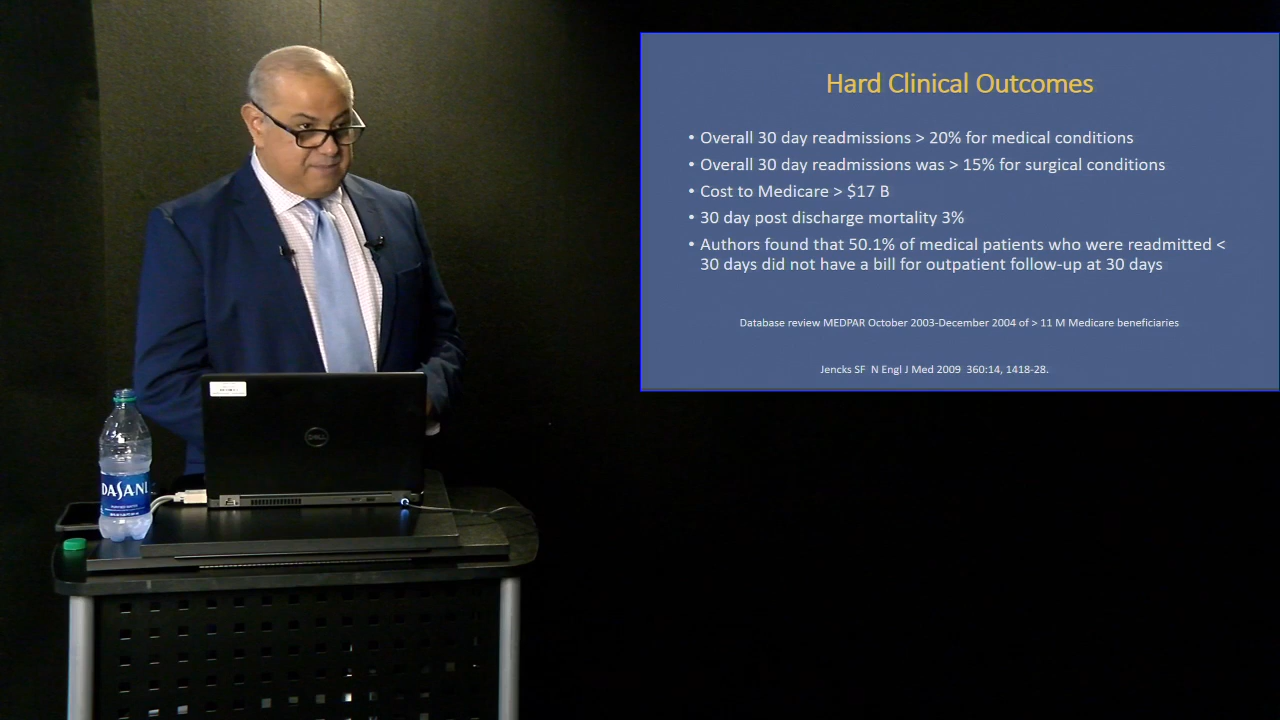 Hard Clinical Outcomes
• Overall 30 day readmissions > 20% for medical conditions
• Overall 30 day readmissions was > 15% for surgical conditions
• Cost to Medicare > $17 B
• 30 day post discharge mortality 3%
• Authors found that 50.1% of medical patients who were readmitted <
30 days did not have a bill for outpatient follow-up at 30 days
Database review MEDPAR October 2003-December 2004 of > 11 M Medicare beneficiaries
Jencks SF N Engl J Med 2009 360:14, 1418-28.
DELL
DASANI